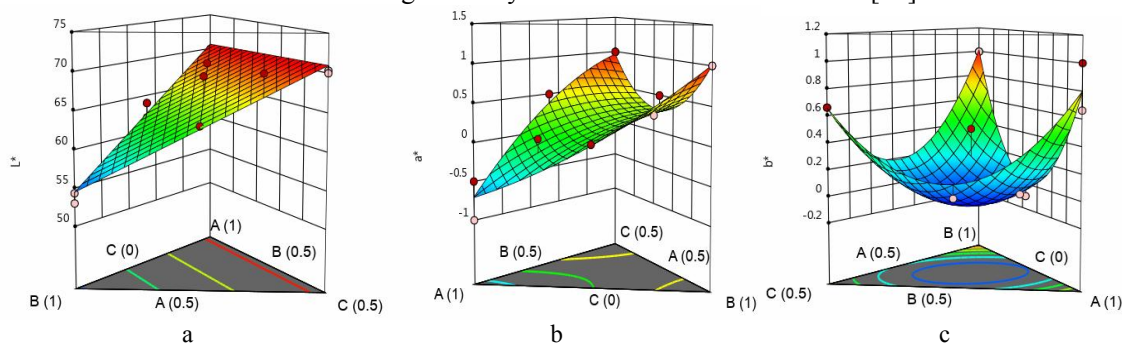 75
70
65
60
55
50
L*
A (1)
C (0)
B (0.5)
B (1)
A (0.5)
C (0.5)
a
1.5
1
0.5
0
-0.5
-1
a*
C (0.5)
B (0.5)
A (0.5)
A (1)
C (0)
B (1)
b
1.2
1
0.8
0.6
0.4
0.2
0
-0.2
b*
B (1)
A (0.5)
C (0)
C (0.5)
B (0.5)
A (1)
c